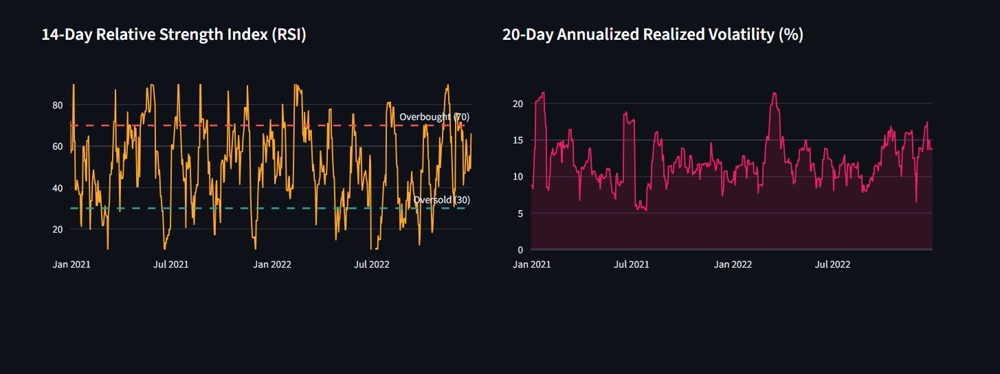 14-Day Relative Strength Index (RSI)
80
60
40
20
Overbought (70)
Oversold (30)
Jan 2021
Jul 2021
Jan 2022
Jul 2022
20-Day Annualized Realized Volatility (%)
20
15
10
5
0
Jan 2021
Jul 2021
Jan 2022
Jul 2022